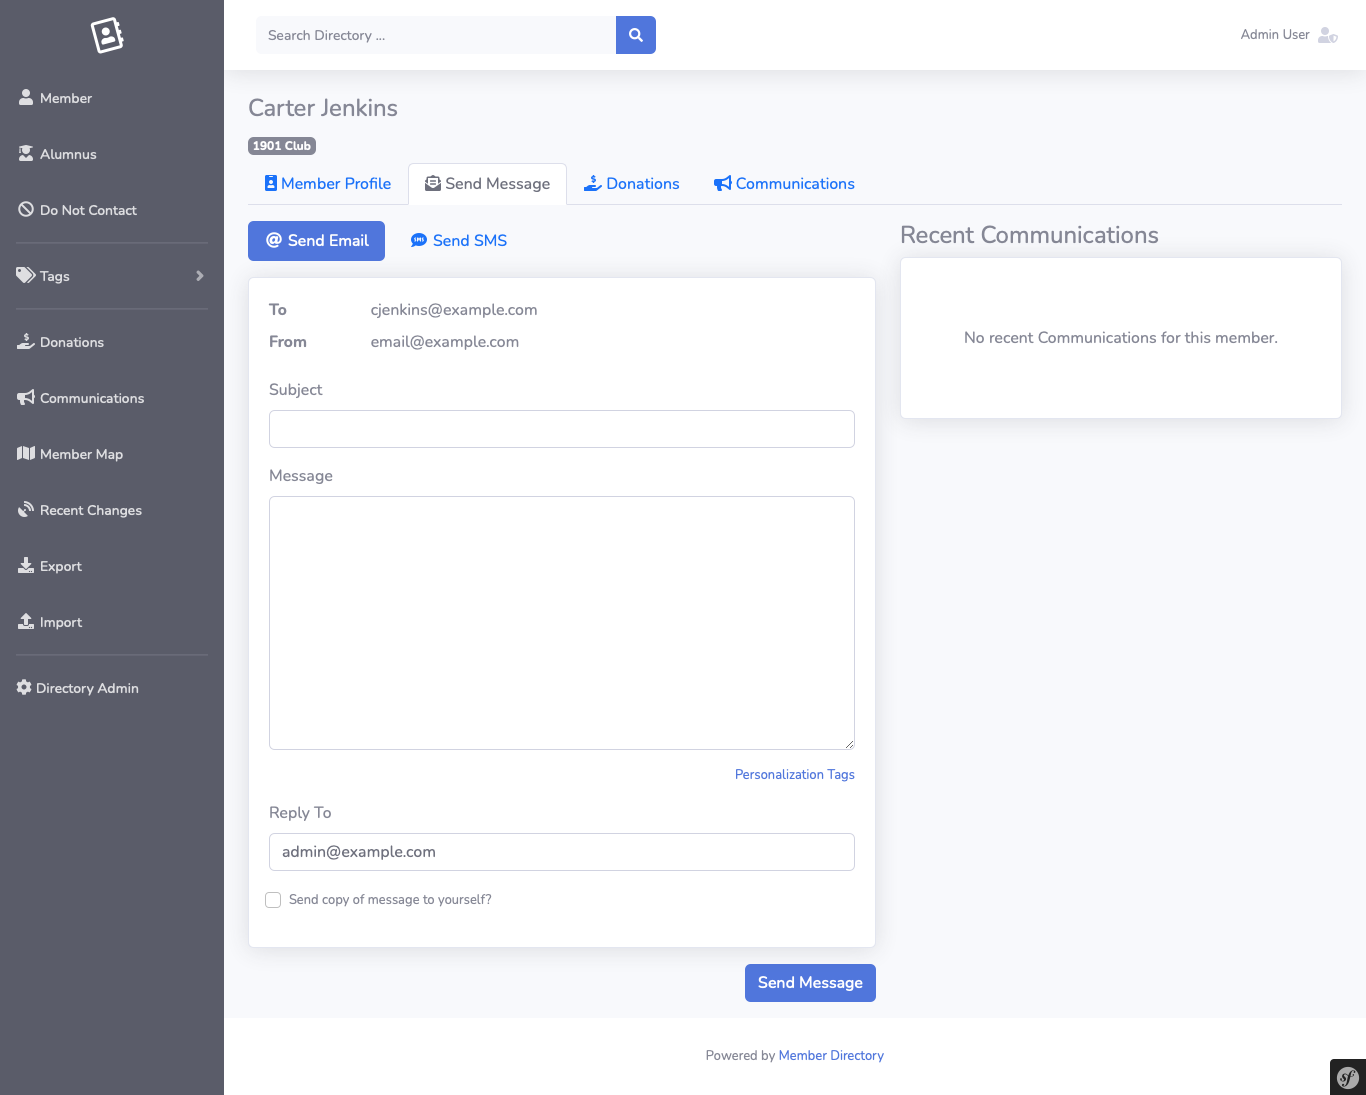 Search Directory ...
Admin User
Member
Alumnus
Do Not Contact
Tags
Donations
Communications
Member Map
Recent Changes
Export
Import
Directory Admin
Carter Jenkins
1901 Club
Member Profile
Send Message
Donations
Communications
Send Email
SMS Send SMS
To cjenkins@example.com
From email@example.com
Subject
Message
Personalization Tags
Reply To
admin@example.com
Send copy of message to yourself?
Send Message
Recent Communications
No recent Communications for this member.
Powered by Member Directory
sf